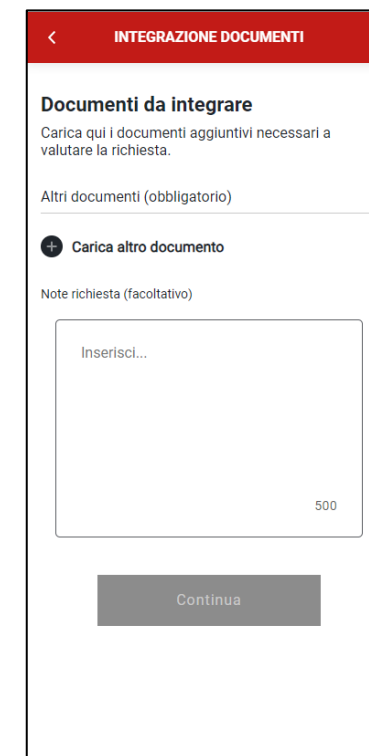 INTEGRAZIONE DOCUMENTI
Documenti da integrare
Carica qui i documenti aggiuntivi necessari a
valutare la richiesta.
Altri documenti (obbligatorio)
Carica altro documento
Note richiesta (facoltativo)
Inserisci...
500
Continua